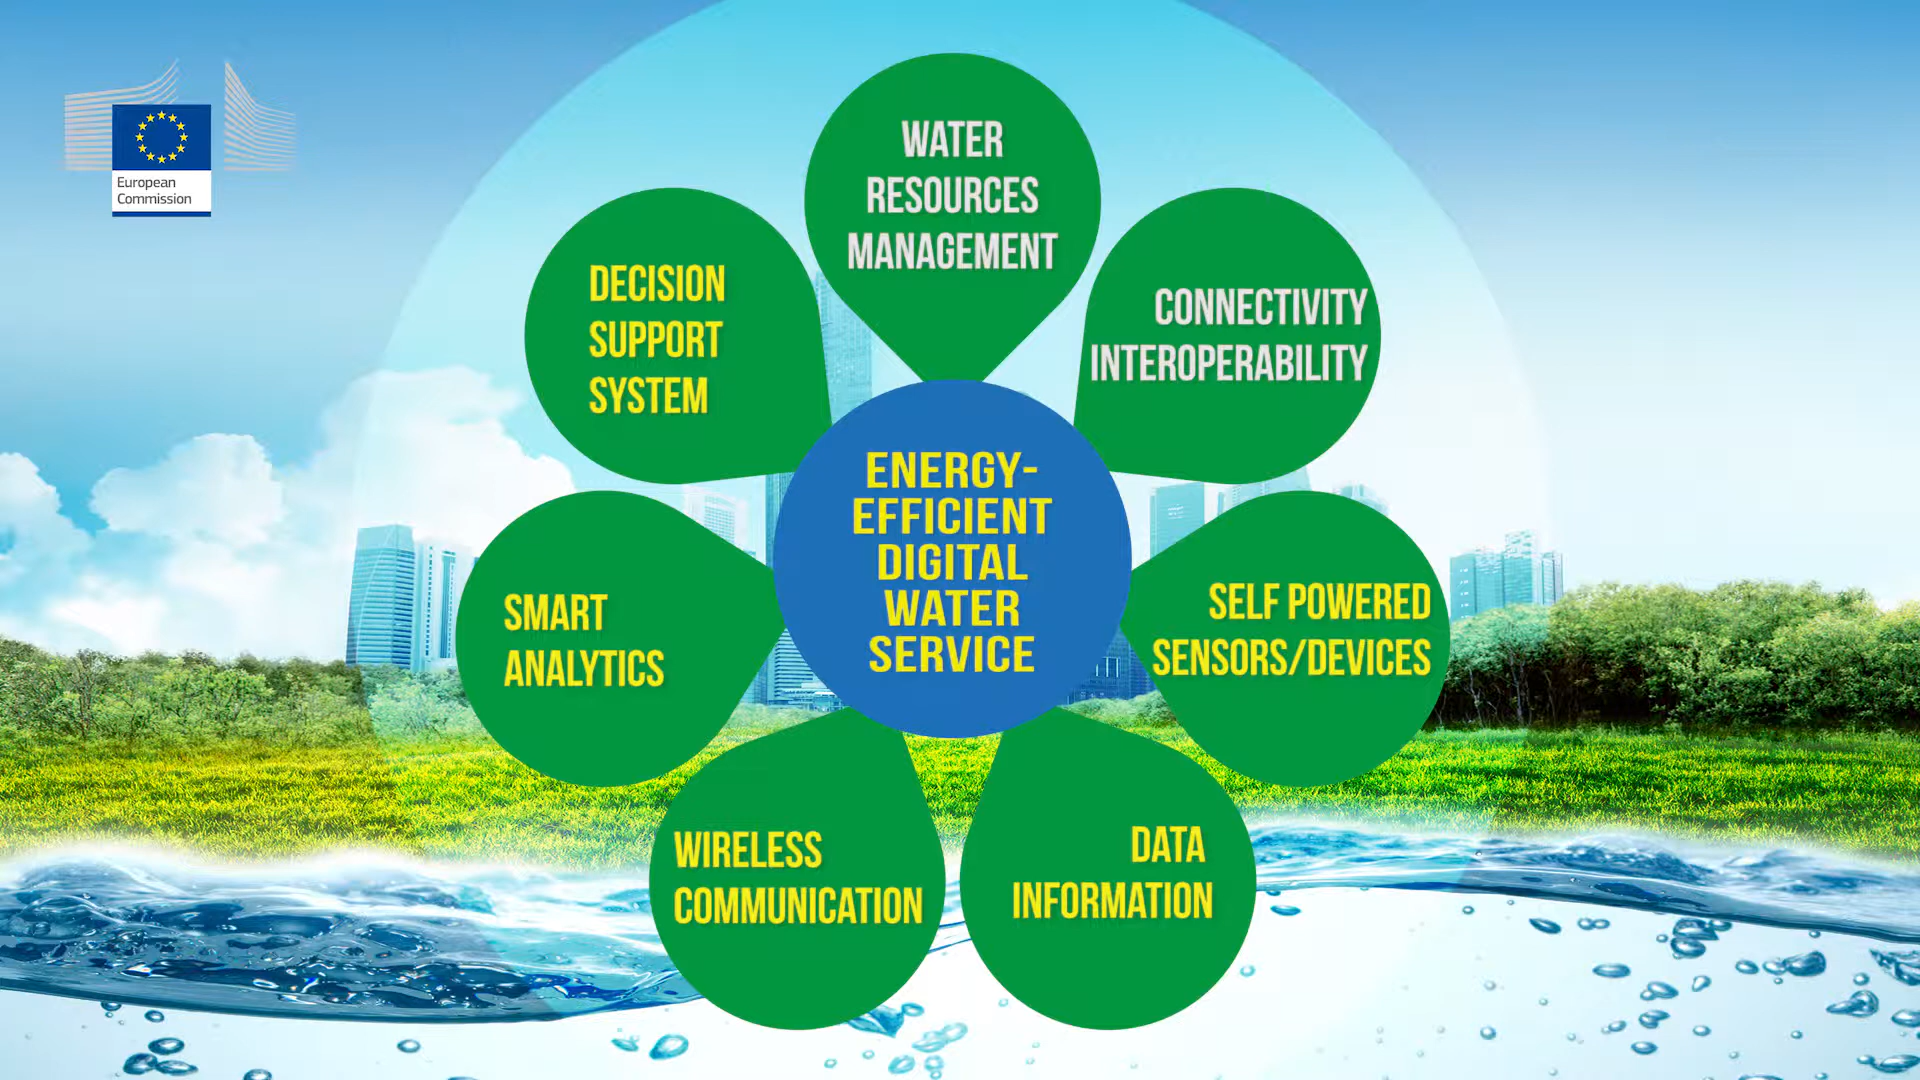 European
Commission
WATER
RESOURCES
MANAGEMENT
CONNECTIVITY
INTEROPERABILITY
SELF POWERED
SENSORS/DEVICES
DATA
INFORMATION
WIRELESS
COMMUNICATION
SMART
ANALYTICS
DECISION
SUPPORT
SYSTEM
ENERGY-
EFFICIENT
DIGITAL
WATER
SERVICE